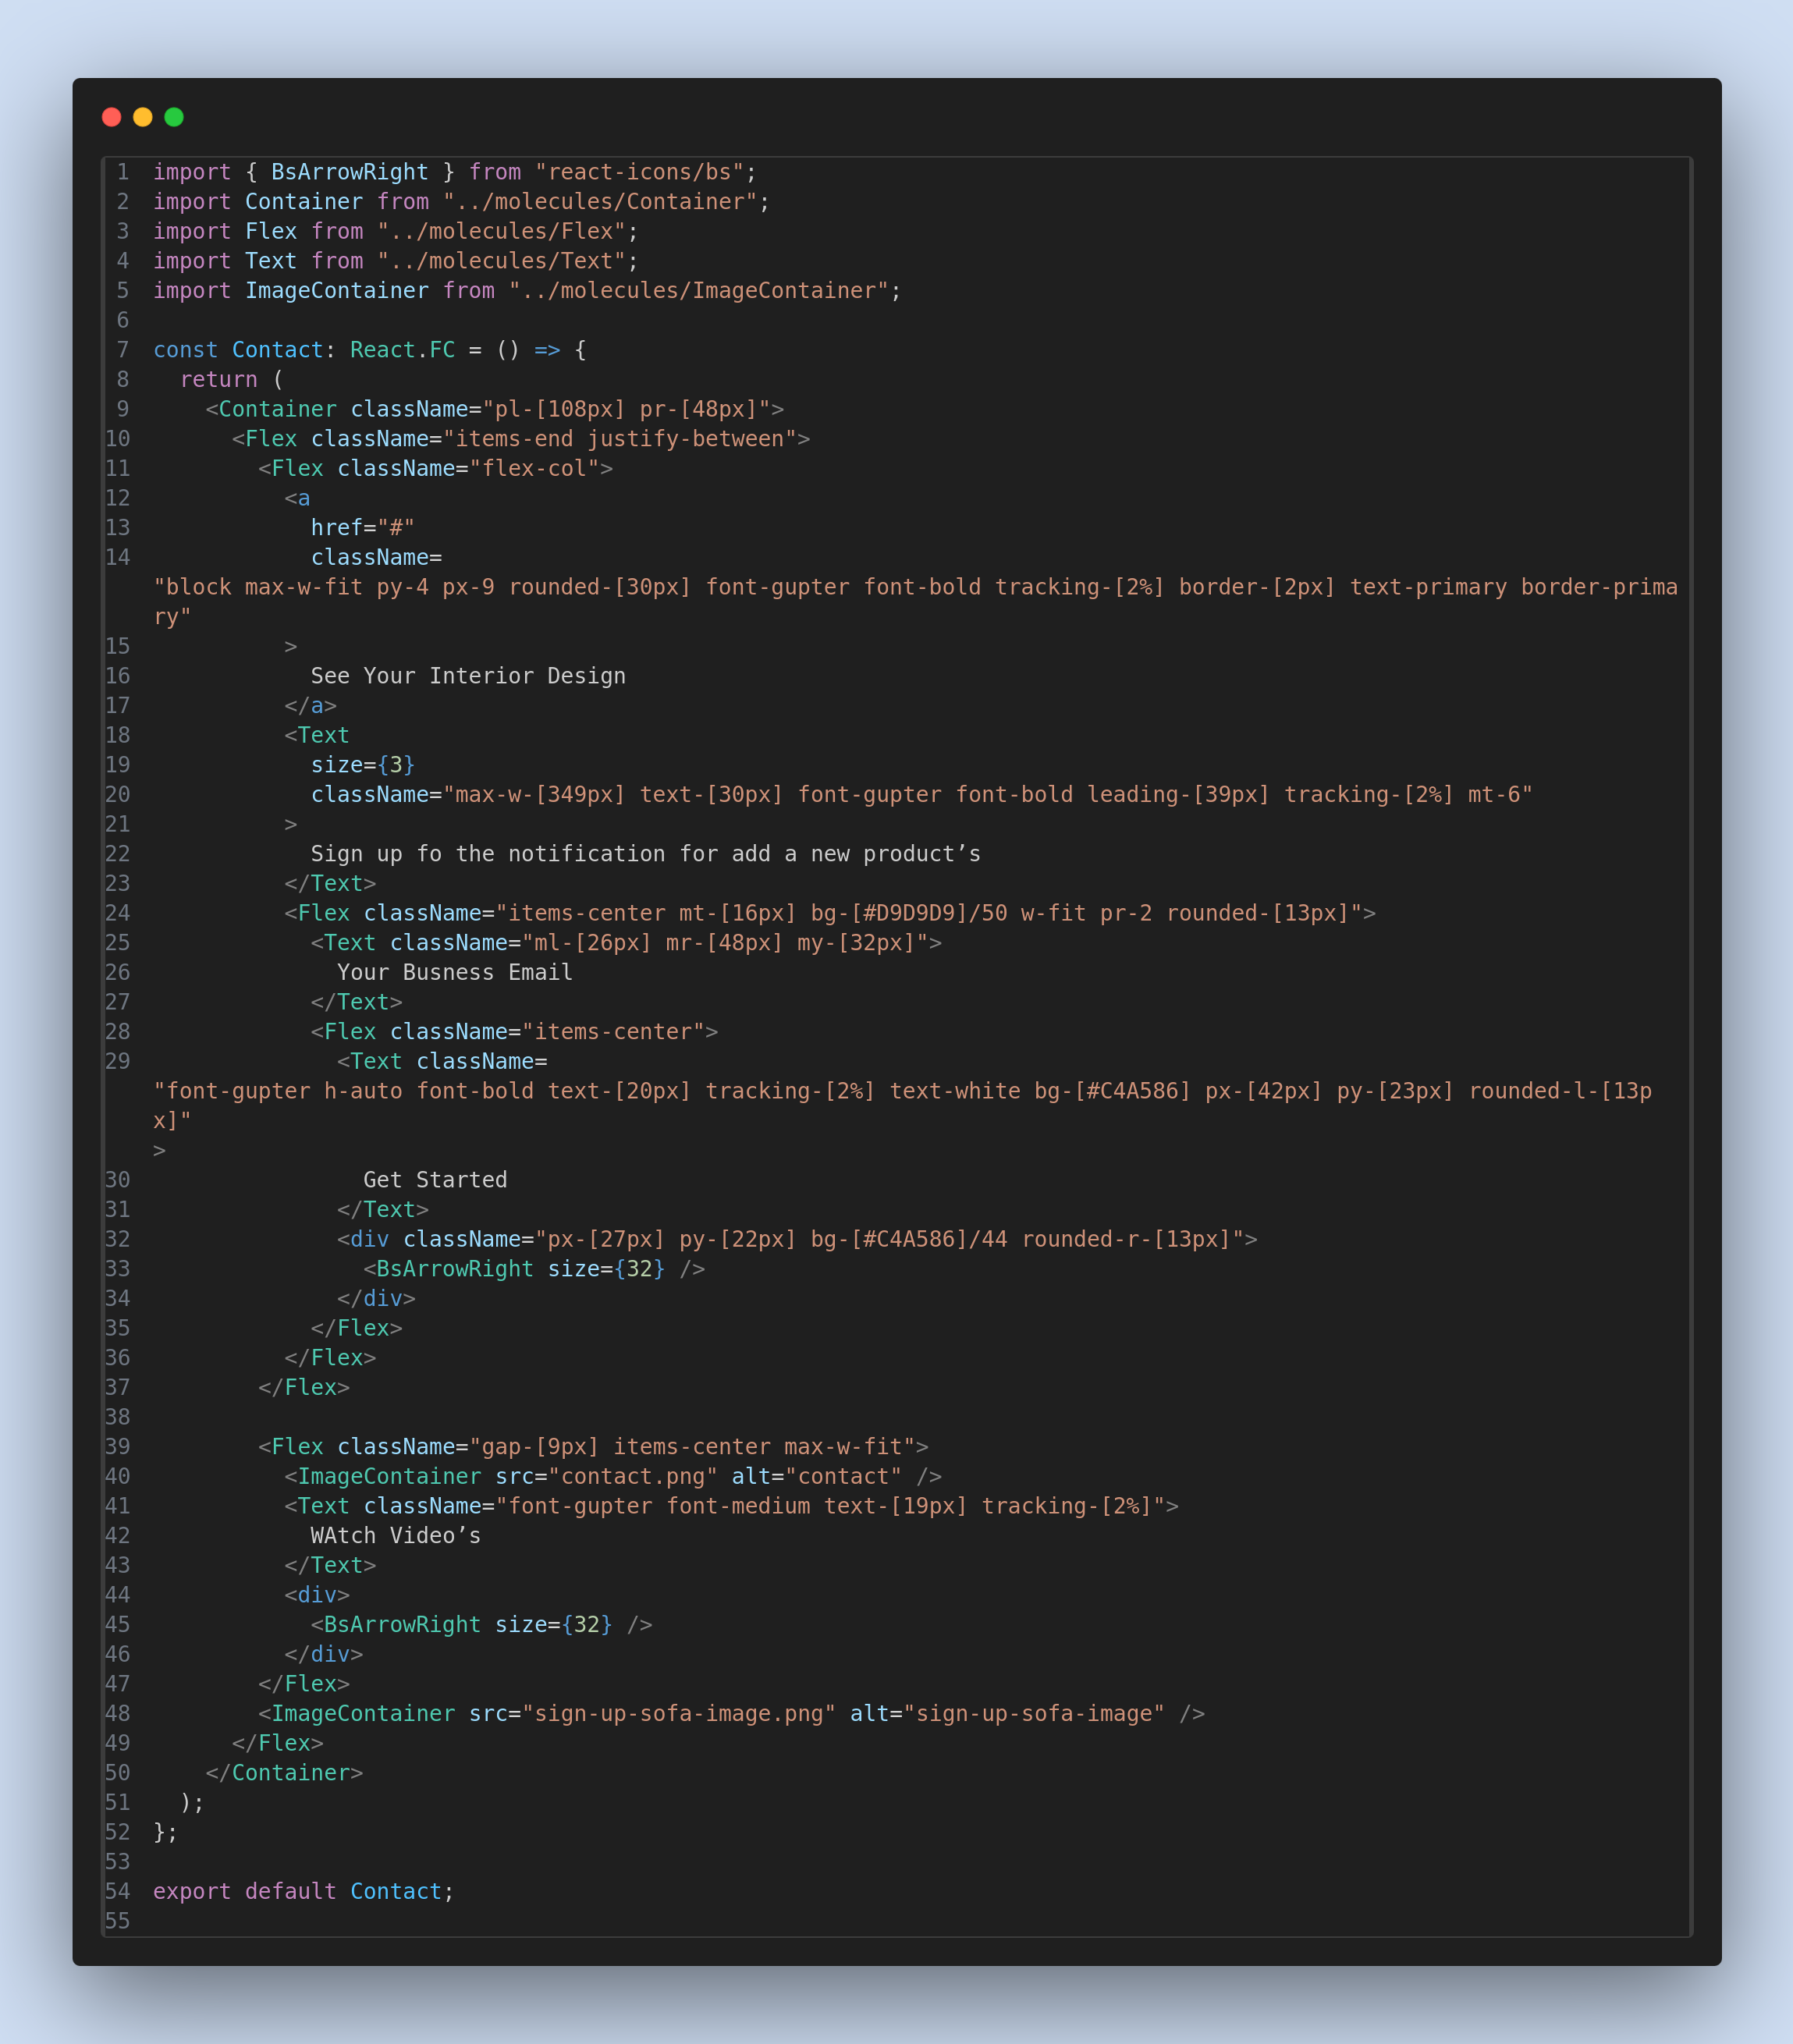 1 import { BsArrowRight } from "react-icons/bs";
2 import Container from "../molecules/Container";
3 import Flex from "../molecules/Flex";
4 import Text from "../molecules/Text";
5 import ImageContainer from "../molecules/ImageContainer";
6
7 const Contact: React.FC = () => {
8   return (
9     <Container className="pl-[108px] pr-[48px]">
10       <Flex className="items-end justify-between">
11         <Flex className="flex-col">
12           <a
13             href="#"
14             className=
"block max-w-fit py-4 px-9 rounded-[30px] font-gupter font-bold tracking-[2%] border-[2px] text-primary border-prima
ry"
15           >
16             See Your Interior Design
17           </a>
18           <Text
19             size={3}
20             className="max-w-[349px] text-[30px] font-gupter font-bold leading-[39px] tracking-[2%] mt-6"
21           >
22             Sign up fo the notification for add a new product’s
23           </Text>
24           <Flex className="items-center mt-[16px] bg-[#D9D9D9]/50 w-fit pr-2 rounded-[13px]">
25             <Text className="ml-[26px] mr-[48px] my-[32px]">
26               Your Busness Email
27             </Text>
28             <Flex className="items-center">
29               <Text className=
"font-gupter h-auto font-bold text-[20px] tracking-[2%] text-white bg-[#C4A586] px-[42px] py-[23px] rounded-l-[13p
x]"
>
30                 Get Started
31               </Text>
32               <div className="px-[27px] py-[22px] bg-[#C4A586]/44 rounded-r-[13px]">
33                 <BsArrowRight size={32} />
34               </div>
35             </Flex>
36           </Flex>
37         </Flex>
38
39         <Flex className="gap-[9px] items-center max-w-fit">
40           <ImageContainer src="contact.png" alt="contact" />
41           <Text className="font-gupter font-medium text-[19px] tracking-[2%]">
42             WAtch Video’s
43           </Text>
44           <div>
45             <BsArrowRight size={32} />
46           </div>
47         </Flex>
48         <ImageContainer src="sign-up-sofa-image.png" alt="sign-up-sofa-image" />
49       </Flex>
50     </Container>
51   );
52 };
53
54 export default Contact;
55